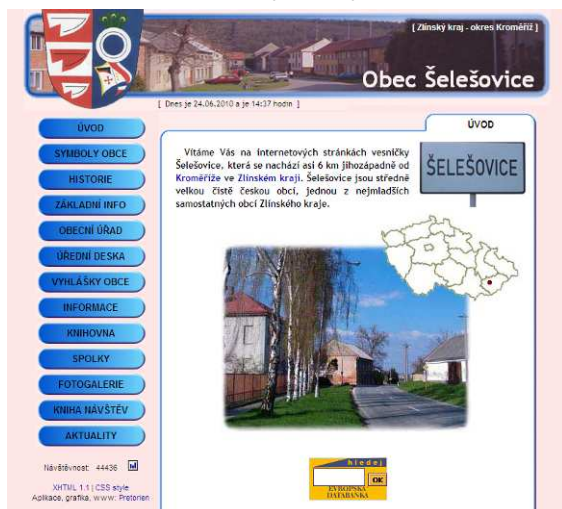 [ Zlínský kraj - okres Kroměříž ]
Obec Šelešovice
[ Dnes je 24.06.2010 a je 14:37 hodin ]
ÚVOD
SYMBOLY OBCE
HISTORIE
ZÁKLADNÍ INFO
OBECNÍ ÚŘAD
ÚŘEDNÍ DESKA
VYHLÁŠKY OBCE
INFORMACE
KNIHOVNA
SPOLKY
FOTOGALERIE
KNIHA NÁVŠTĚV
AKTUALITY
Návštěvnost: 44436
XHTML 1.1 | CSS style
Aplikace, grafika, www: Pretorien
ÚVOD
Vítáme Vás na internetových stránkách vesničky
Šelešovice, která se nachází asi 6 km jihozápadně od
Kroměříže ve Zlínském kraji. Šelešovice jsou středně
velkou čistě českou obcí, jednou z nejmladších
samostatných obcí Zlínského kraje.
ŠELEŠOVICE
hledej
OK
EVROPSKÁ
DATABANKA